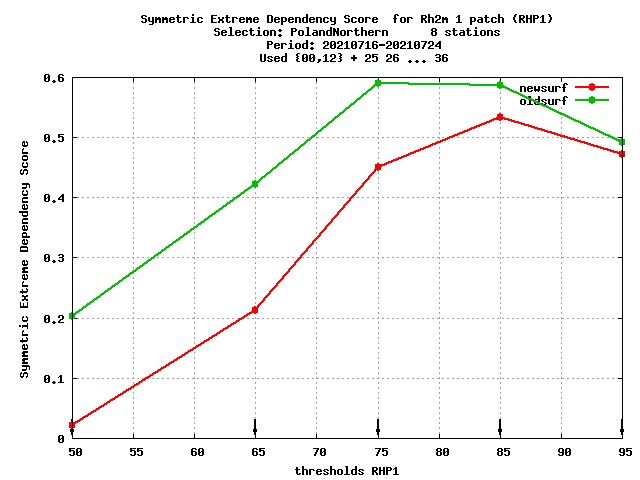 Symmetric Extreme Dependency Score  for Rh2m 1 patch (RHP1)
Selection: PolandNorthern      8 stations
Period: 20210716-20210724
Used {00,12} + 25 26 ... 36
newsurf
oldsurf
Symmetric Extreme Dependency Score
0.6
0.5
0.4
0.3
0.2
0.1
0
50 55 60 65 70 75 80 85 90 95
thresholds RHP1